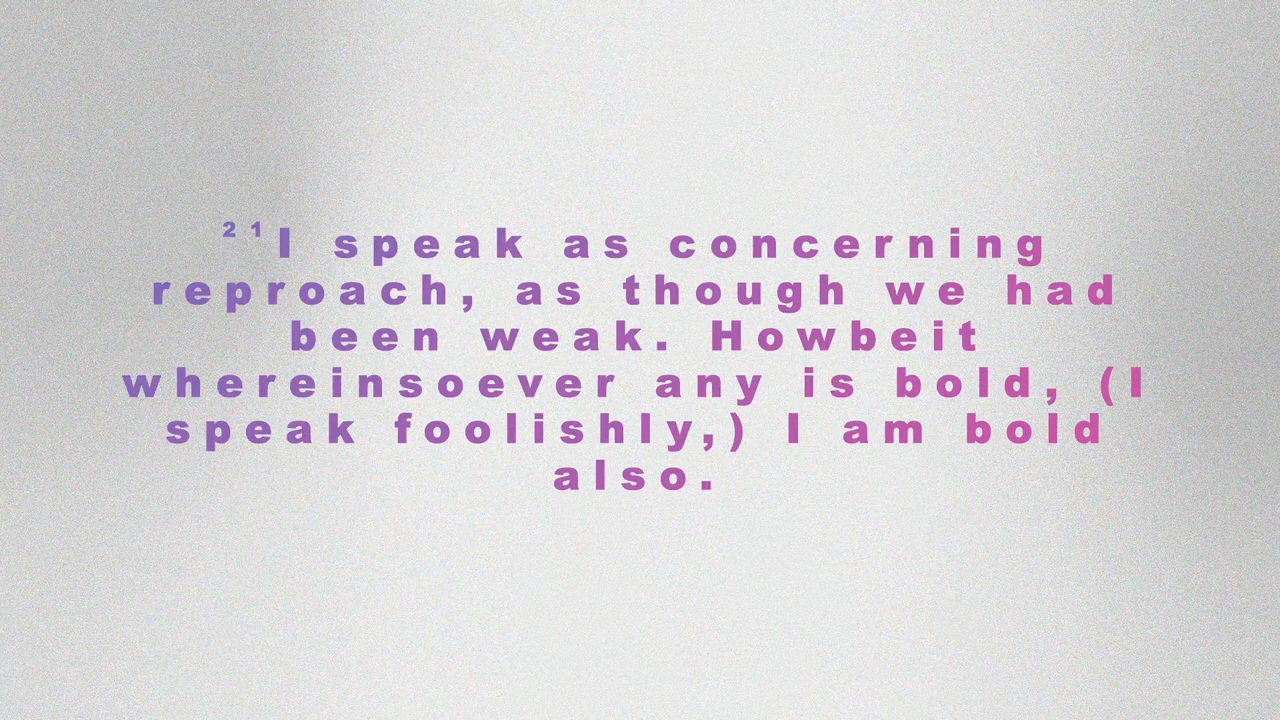 ²¹I speak as concerning
reproach, as though we had
been weak. Howbeit
whereinsoever any is bold, (I
speak foolishly,) I am bold
also.